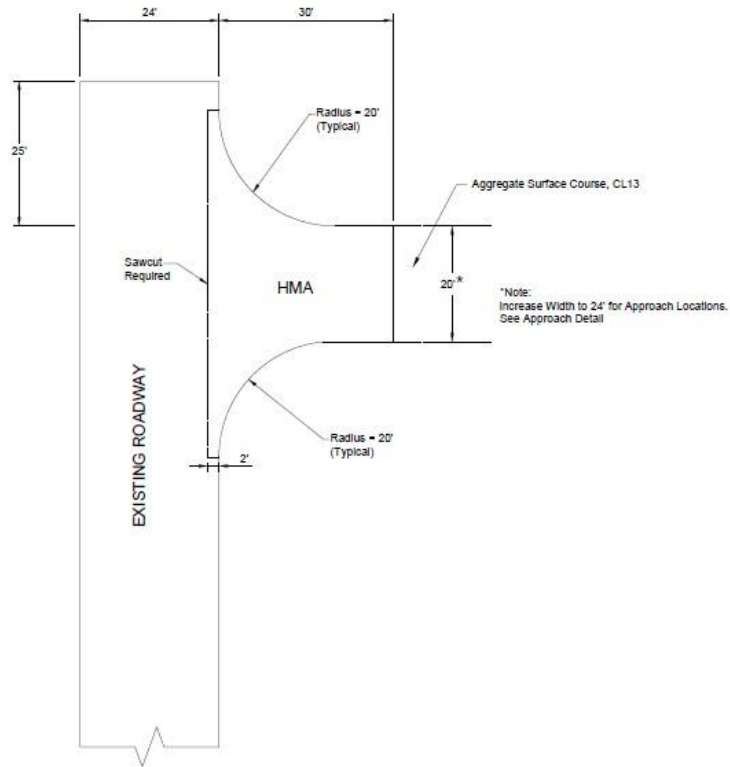 24'
30'
25'
Radius = 20'
(Typical)
Aggregate Surface Course, CL13
Sawcut
Required
HMA
20'*
*Note:
Increase Width to 24' for Approach Locations.
See Approach Detail
EXISTING ROADWAY
Radius = 20'
(Typical)
2'